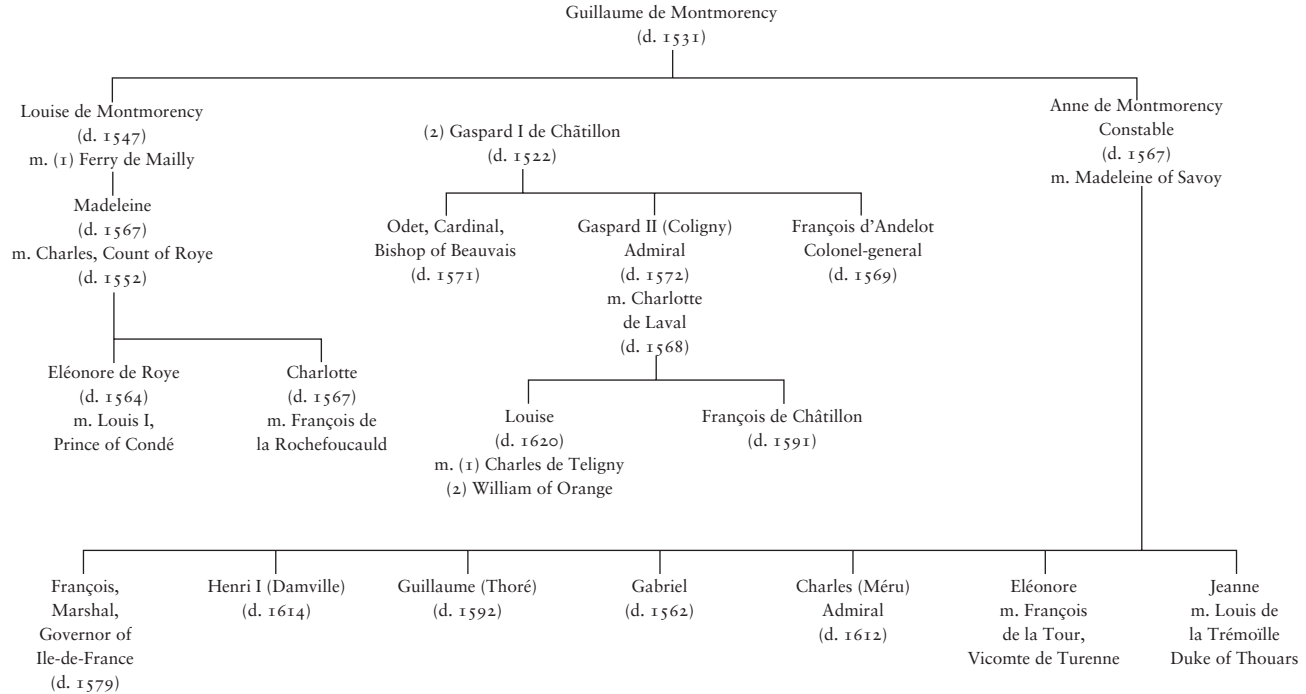 Guillaume de Montmorency
(d. 1531)
Louise de Montmorency
(d. 1547)
m. (1) Ferry de Mailly
(2) Gaspard I de Chãtillon
(d. 1522)
Anne de Montmorency
Constable
(d. 1567)
m. Madeleine of Savoy
Madeleine
(d. 1567)
m. Charles, Count of Roye
(d. 1552)
Odet, Cardinal,
Bishop of Beauvais
(d. 1571)
Gaspard II (Coligny)
Admiral
(d. 1572)
m. Charlotte
de Laval
(d. 1568)
François d’Andelot
Colonel-general
(d. 1569)
Eléonore de Roye
(d. 1564)
m. Louis I,
Prince of Condé
Charlotte
(d. 1567)
m. François de
la Rochefoucauld
Louise
(d. 1620)
m. (1) Charles de Teligny
(2) William of Orange
François de Châtillon
(d. 1591)
François,
Marshal,
Governor of
Ile-de-France
(d. 1579)
Henri I (Damville)
(d. 1614)
Guillaume (Thoré)
(d. 1592)
Gabriel
(d. 1562)
Charles (Méru)
Admiral
(d. 1612)
Eléonore
m. François
de la Tour,
Vicomte de Turenne
Jeanne
m. Louis de
la Trémoïlle
Duke of Thouars